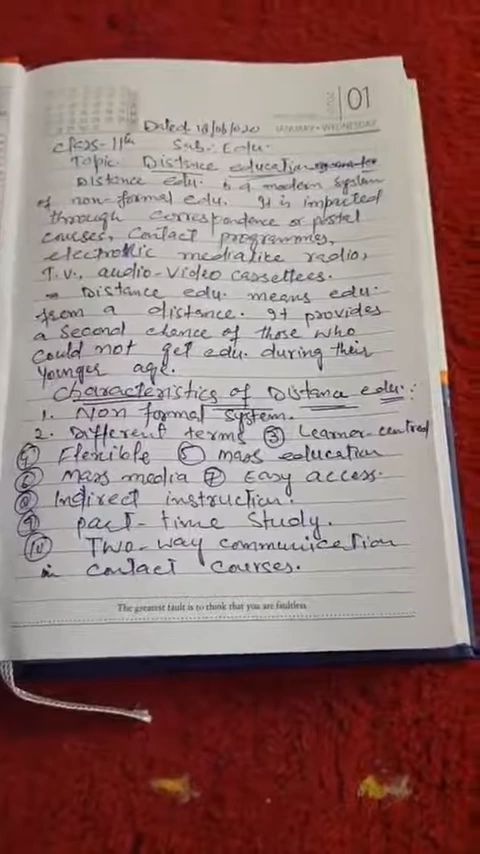 01
JANUARY • WEDNESDAY
Dated 18/06/020
Class-11th Sub: Edu.
Topic. Distance education
Distance edu. is a modern system
of non-formal edu. It is impacted
through correspondence or postal
courses, contact programmes,
electronic media like radio,
T.V., audio-video cassettees.
Distance edu. means edu.
from a distance. It provides
a second chance of those who
could not get edu. during their
younger age.
Characteristics of Distance edu.:
1. Non formal system.
2. Different terms ③ Learner-centred
④ Flexible ⑤ mass education
⑥ Mass media ⑦ Easy access.
⑧ Indirect instruction.
⑨ part-time study.
⑩ Two-way communication
in contact courses.
The greatest fault is to think that you are faultless